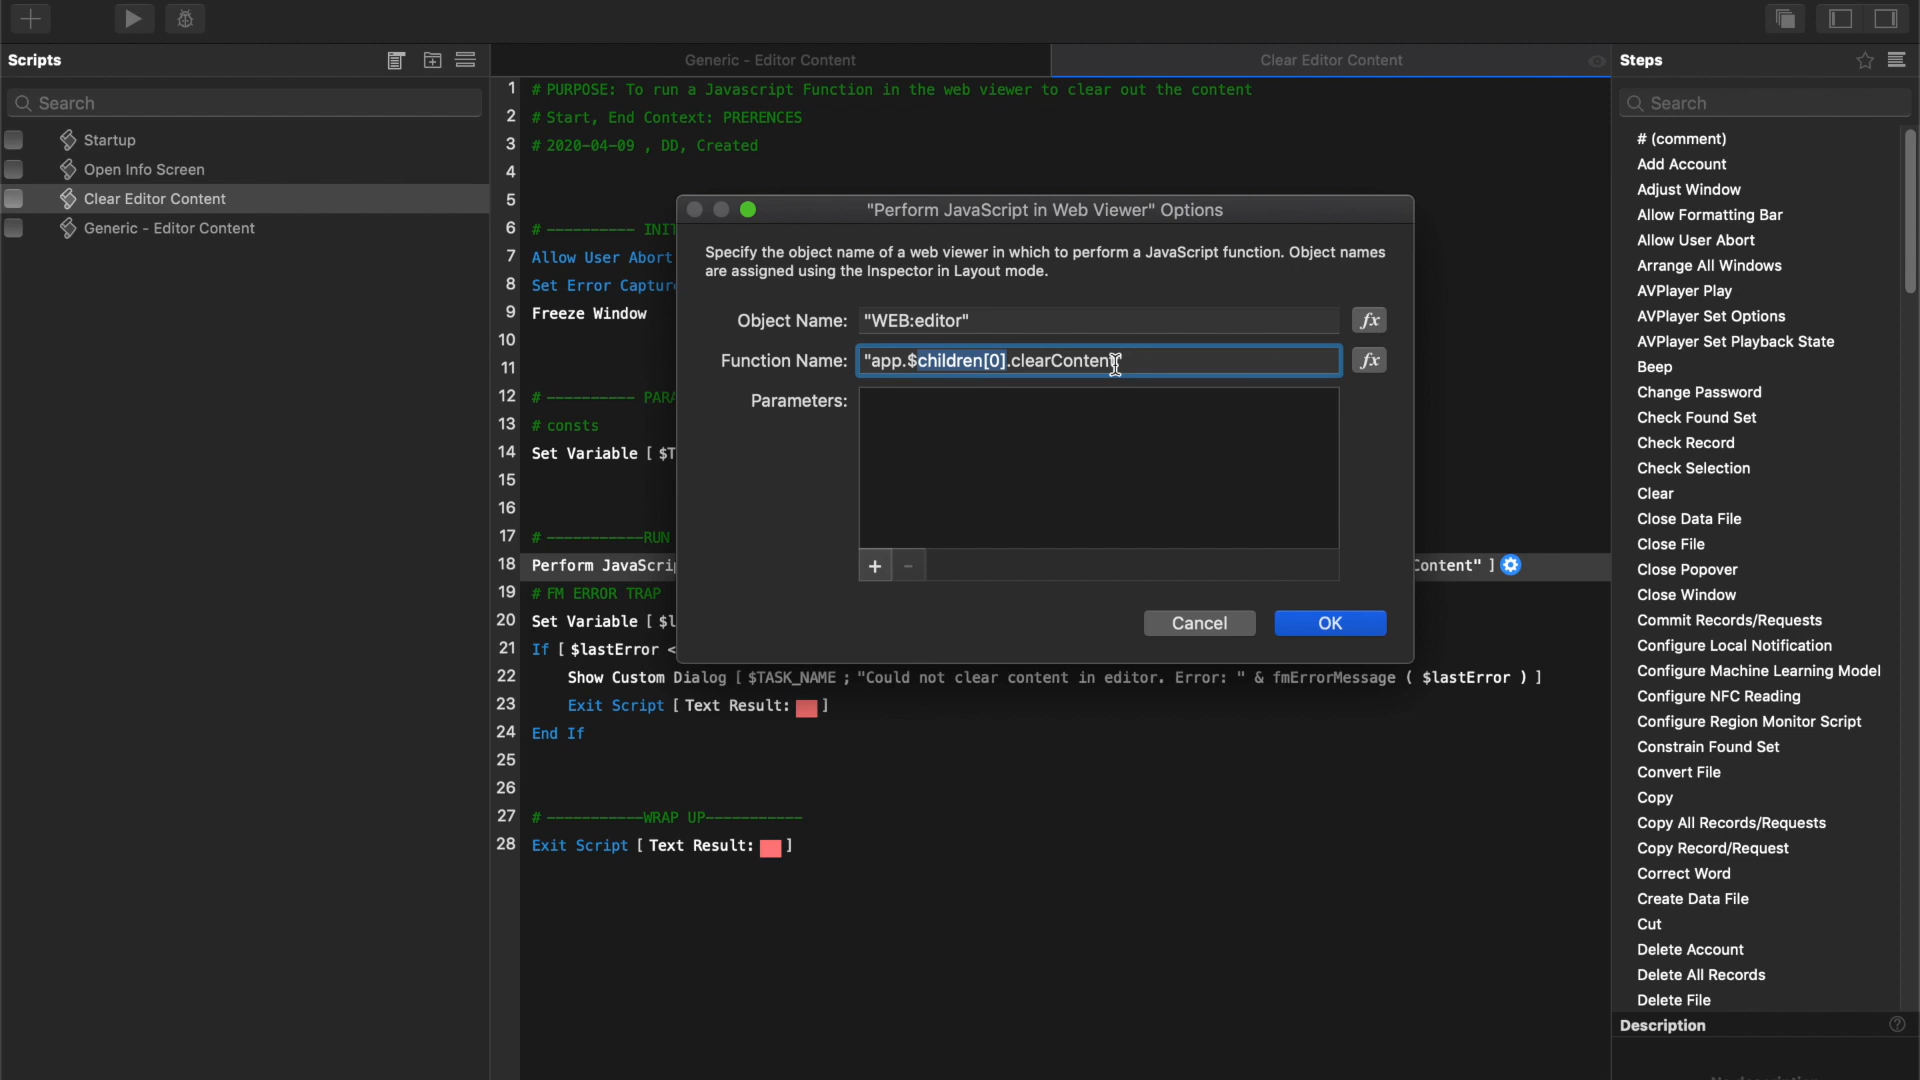 Scripts
Search
Startup
Open Info Screen
Clear Editor Content
Generic - Editor Content
Generic - Editor Content
Clear Editor Content
1 # PURPOSE: To run a Javascript Function in the web viewer to clear out the content
2 # Start, End Context: PRERENCES
3 # 2020-04-09 , DD, Created
4
5
6 # ---------- INIT
7 Allow User Abort
8 Set Error Capture
9 Freeze Window
10
11
12 # ---------- PARA
13 # consts
14 Set Variable [ $T
15
16
17 # -----------RUN
18 Perform JavaScri Content" ]
19 # FM ERROR TRAP
20 Set Variable [ $l
21 If [ $lastError <
22 Show Custom Dialog [ $TASK_NAME ; "Could not clear content in editor. Error: " & fmErrorMessage ( $lastError ) ]
23 Exit Script [ Text Result: ]
24 End If
25
26
27 # -----------WRAP UP-----------
28 Exit Script [ Text Result: ]
"Perform JavaScript in Web Viewer" Options
Specify the object name of a web viewer in which to perform a JavaScript function. Object names
are assigned using the Inspector in Layout mode.
Object Name: "WEB:editor" fx
Function Name: "app.$children[0].clearContent" fx
Parameters:
+ -
Cancel OK
Steps
Search
# (comment)
Add Account
Adjust Window
Allow Formatting Bar
Allow User Abort
Arrange All Windows
AVPlayer Play
AVPlayer Set Options
AVPlayer Set Playback State
Beep
Change Password
Check Found Set
Check Record
Check Selection
Clear
Close Data File
Close File
Close Popover
Close Window
Commit Records/Requests
Configure Local Notification
Configure Machine Learning Model
Configure NFC Reading
Configure Region Monitor Script
Constrain Found Set
Convert File
Copy
Copy All Records/Requests
Copy Record/Request
Correct Word
Create Data File
Cut
Delete Account
Delete All Records
Delete File
Description ?